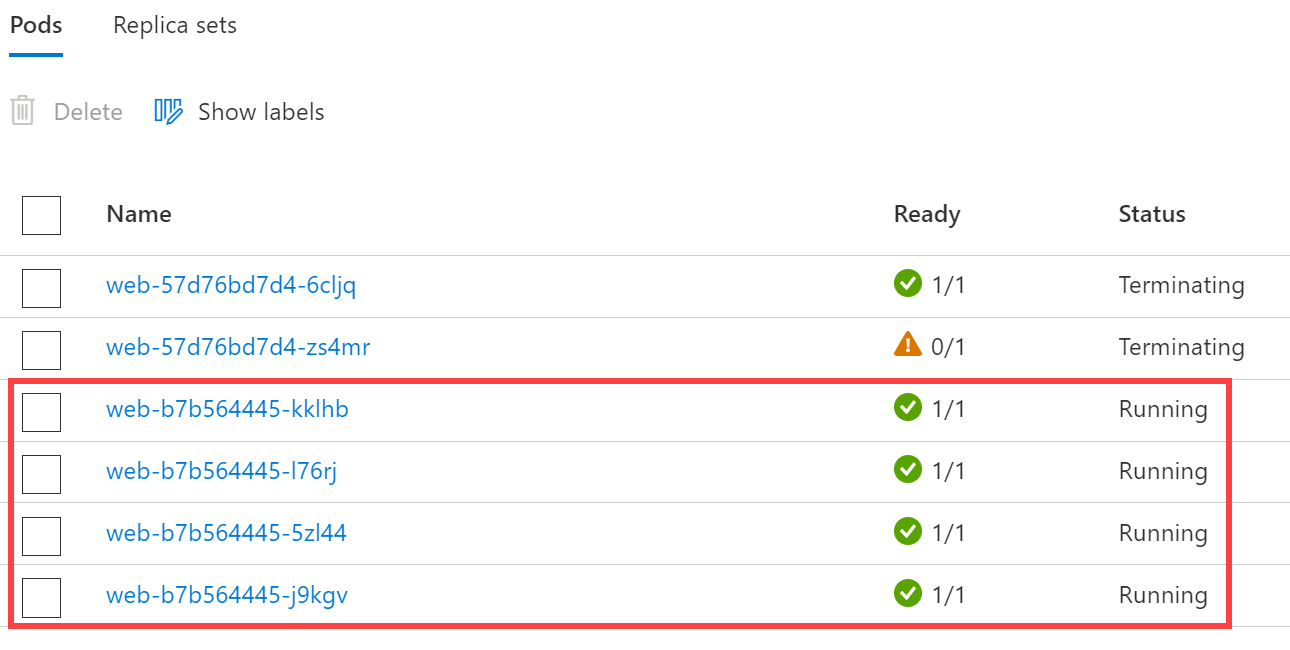 Pods Replica sets
Delete Show labels
Name Ready Status
web-57d76bd7d4-6cljq 1/1 Terminating
web-57d76bd7d4-zs4mr 0/1 Terminating
web-b7b564445-kklhb 1/1 Running
web-b7b564445-l76rj 1/1 Running
web-b7b564445-5zl44 1/1 Running
web-b7b564445-j9kgv 1/1 Running